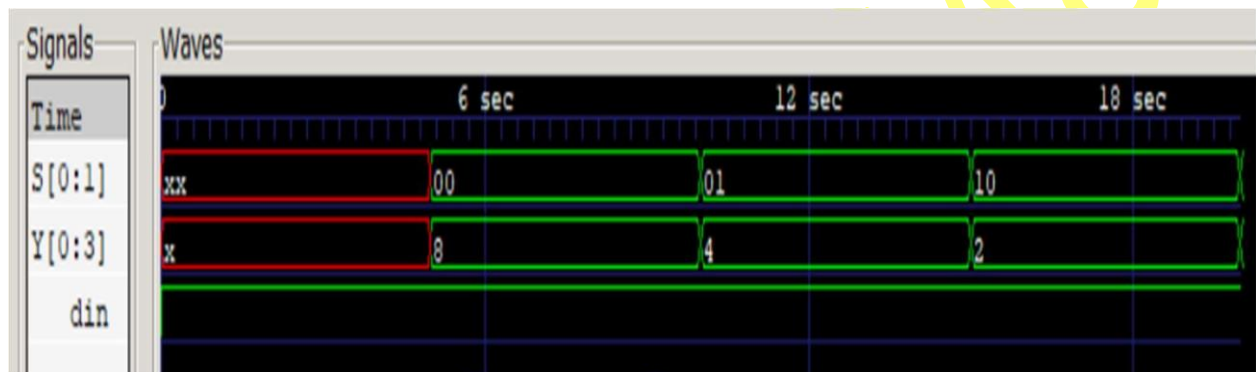 Signals Waves
Time 0 6 sec 12 sec 18 sec
S[0:1] xx 00 01 10
Y[0:3] x 8 4 2
din